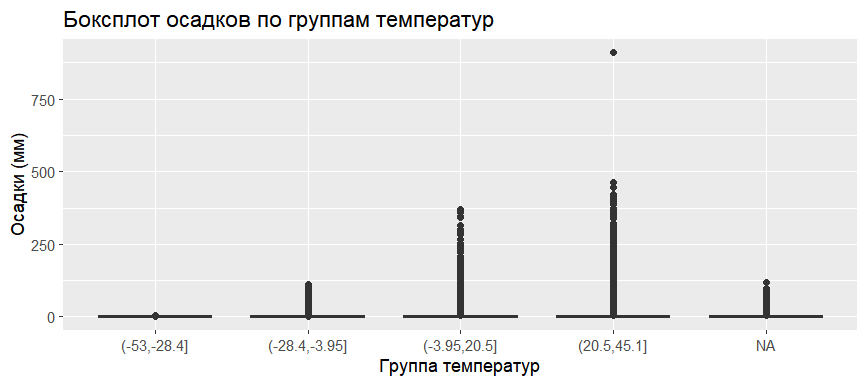 Боксплот осадков по группам температур
Осадки (мм)
750
500
250
0
(-53,-28.4]
(-28.4,-3.95]
(-3.95,20.5]
(20.5,45.1]
NA
Группа температур